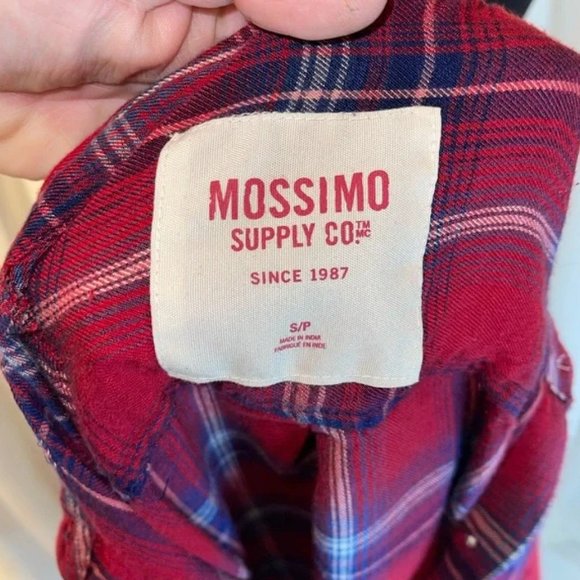 MOSSIMO
SUPPLY CO.™ MC
SINCE 1987
S/P
MADE IN INDIA
FABRIQUÉ EN INDE